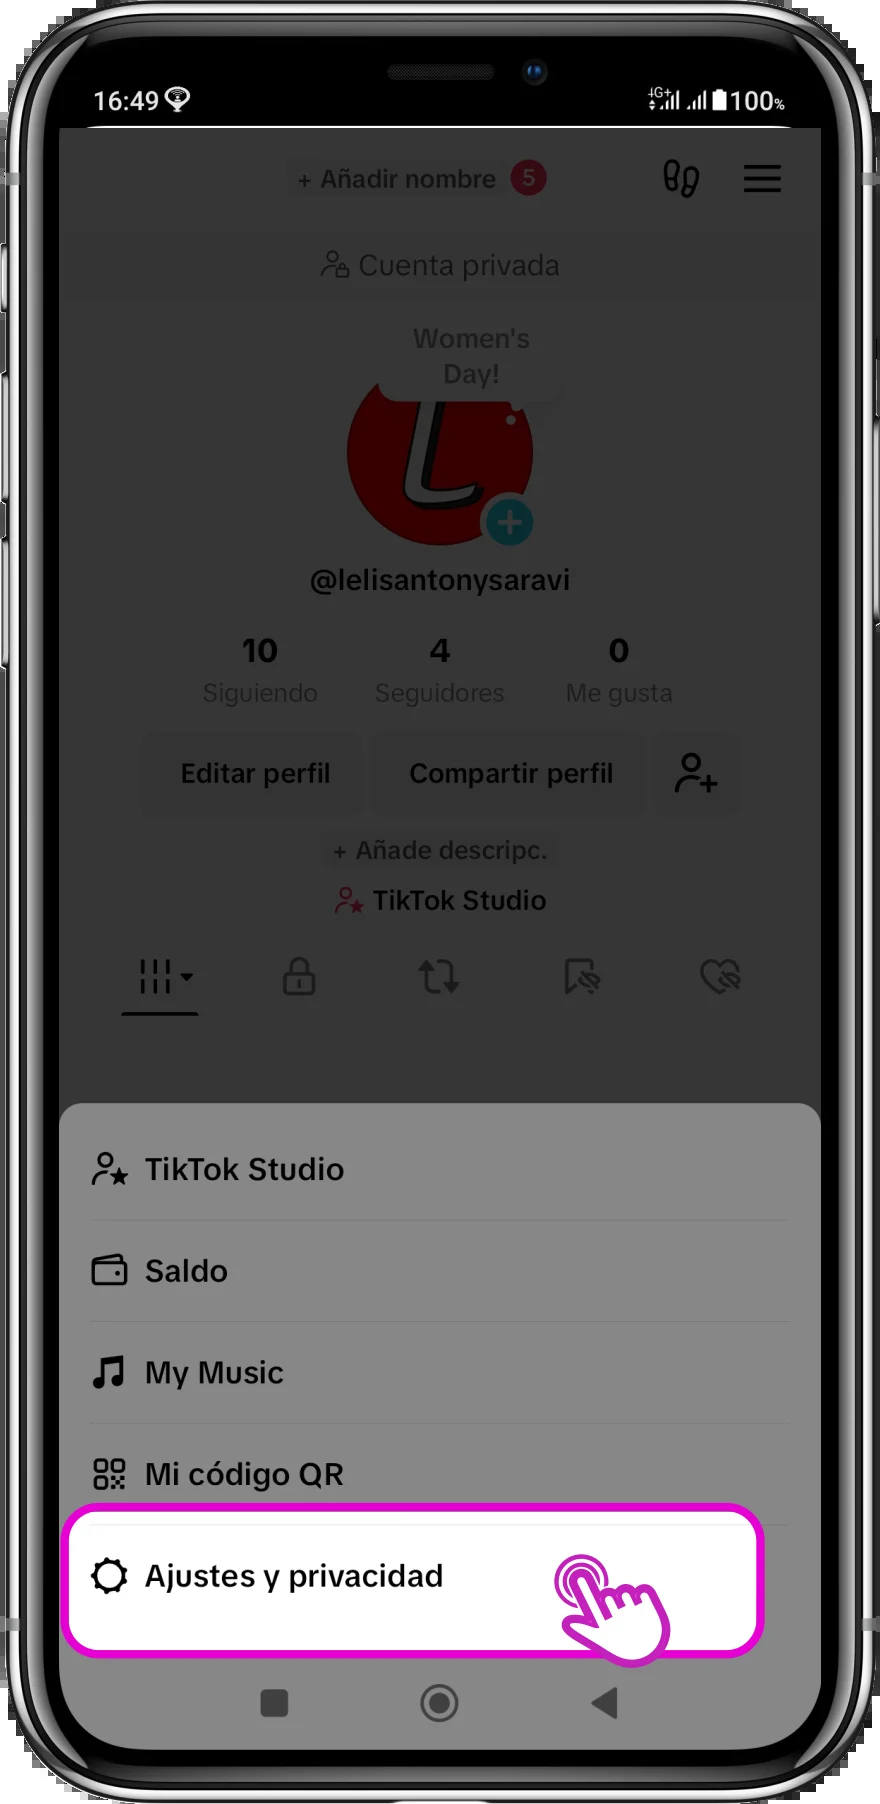 16:49 4G+ 100%
+ Añadir nombre 5
Cuenta privada
Women's
Day!
L
@lelisantonysaravi
10 4 0
Siguiendo Seguidores Me gusta
Editar perfil Compartir perfil
+ Añade descripc.
TikTok Studio
TikTok Studio
Saldo
My Music
Mi código QR
Ajustes y privacidad